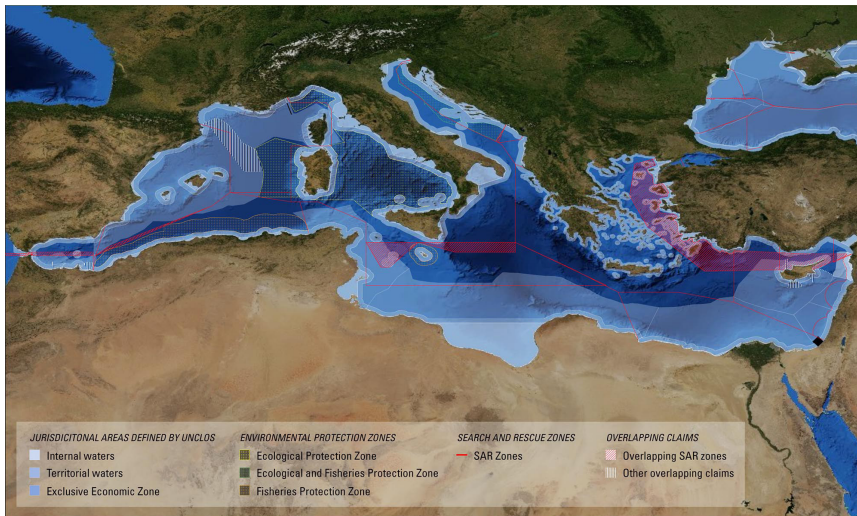 JURISDICITONAL AREAS DEFINED BY UNCLOS
Internal waters
Territorial waters
Exclusive Economic Zone
ENVIRONMENTAL PROTECTION ZONES
Ecological Protection Zone
Ecological and Fisheries Protection Zone
Fisheries Protection Zone
SEARCH AND RESCUE ZONES
SAR Zones
OVERLAPPING CLAIMS
Overlapping SAR zones
Other overlapping claims